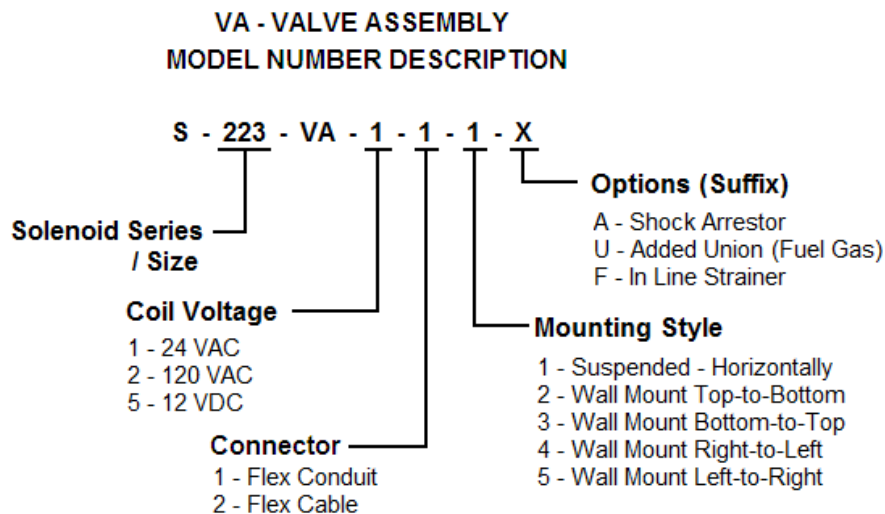 VA - VALVE ASSEMBLY
MODEL NUMBER DESCRIPTION
S - 223 - VA - 1 - 1 - 1 - X
Options (Suffix)
A - Shock Arrestor
U - Added Union (Fuel Gas)
F - In Line Strainer
Solenoid Series
/ Size
Coil Voltage
1 - 24 VAC
2 - 120 VAC
5 - 12 VDC
Mounting Style
1 - Suspended - Horizontally
2 - Wall Mount Top-to-Bottom
3 - Wall Mount Bottom-to-Top
4 - Wall Mount Right-to-Left
5 - Wall Mount Left-to-Right
Connector
1 - Flex Conduit
2 - Flex Cable